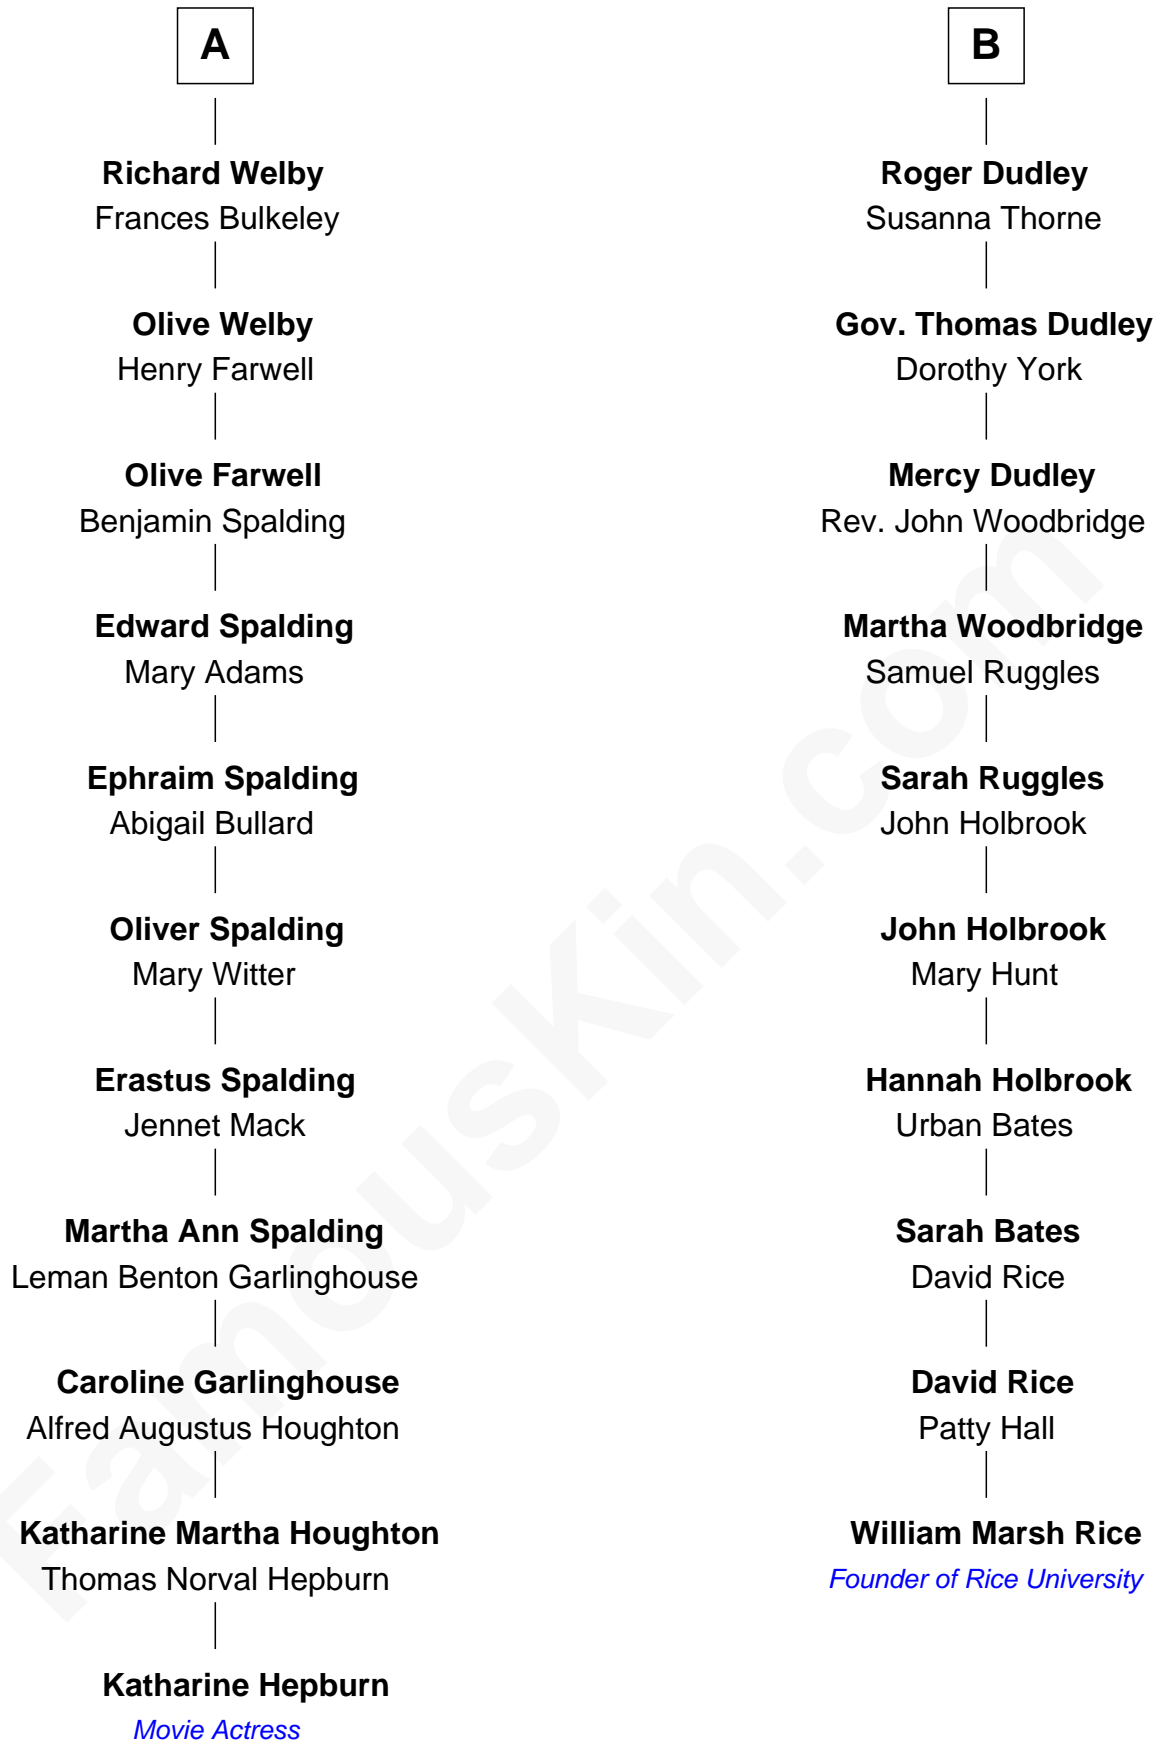 A
Richard Welby
Frances Bulkeley
Olive Welby
Henry Farwell
Olive Farwell
Benjamin Spalding
Edward Spalding
Mary Adams
Ephraim Spalding
Abigail Bullard
Oliver Spalding
Mary Witter
Erastus Spalding
Jennet Mack
Martha Ann Spalding
Leman Benton Garlinghouse
Caroline Garlinghouse
Alfred Augustus Houghton
Katharine Martha Houghton
Thomas Norval Hepburn
Katharine Hepburn
Movie Actress
B
Roger Dudley
Susanna Thorne
Gov. Thomas Dudley
Dorothy York
Mercy Dudley
Rev. John Woodbridge
Martha Woodbridge
Samuel Ruggles
Sarah Ruggles
John Holbrook
John Holbrook
Mary Hunt
Hannah Holbrook
Urban Bates
Sarah Bates
David Rice
David Rice
Patty Hall
William Marsh Rice
Founder of Rice University
FamousKin.com